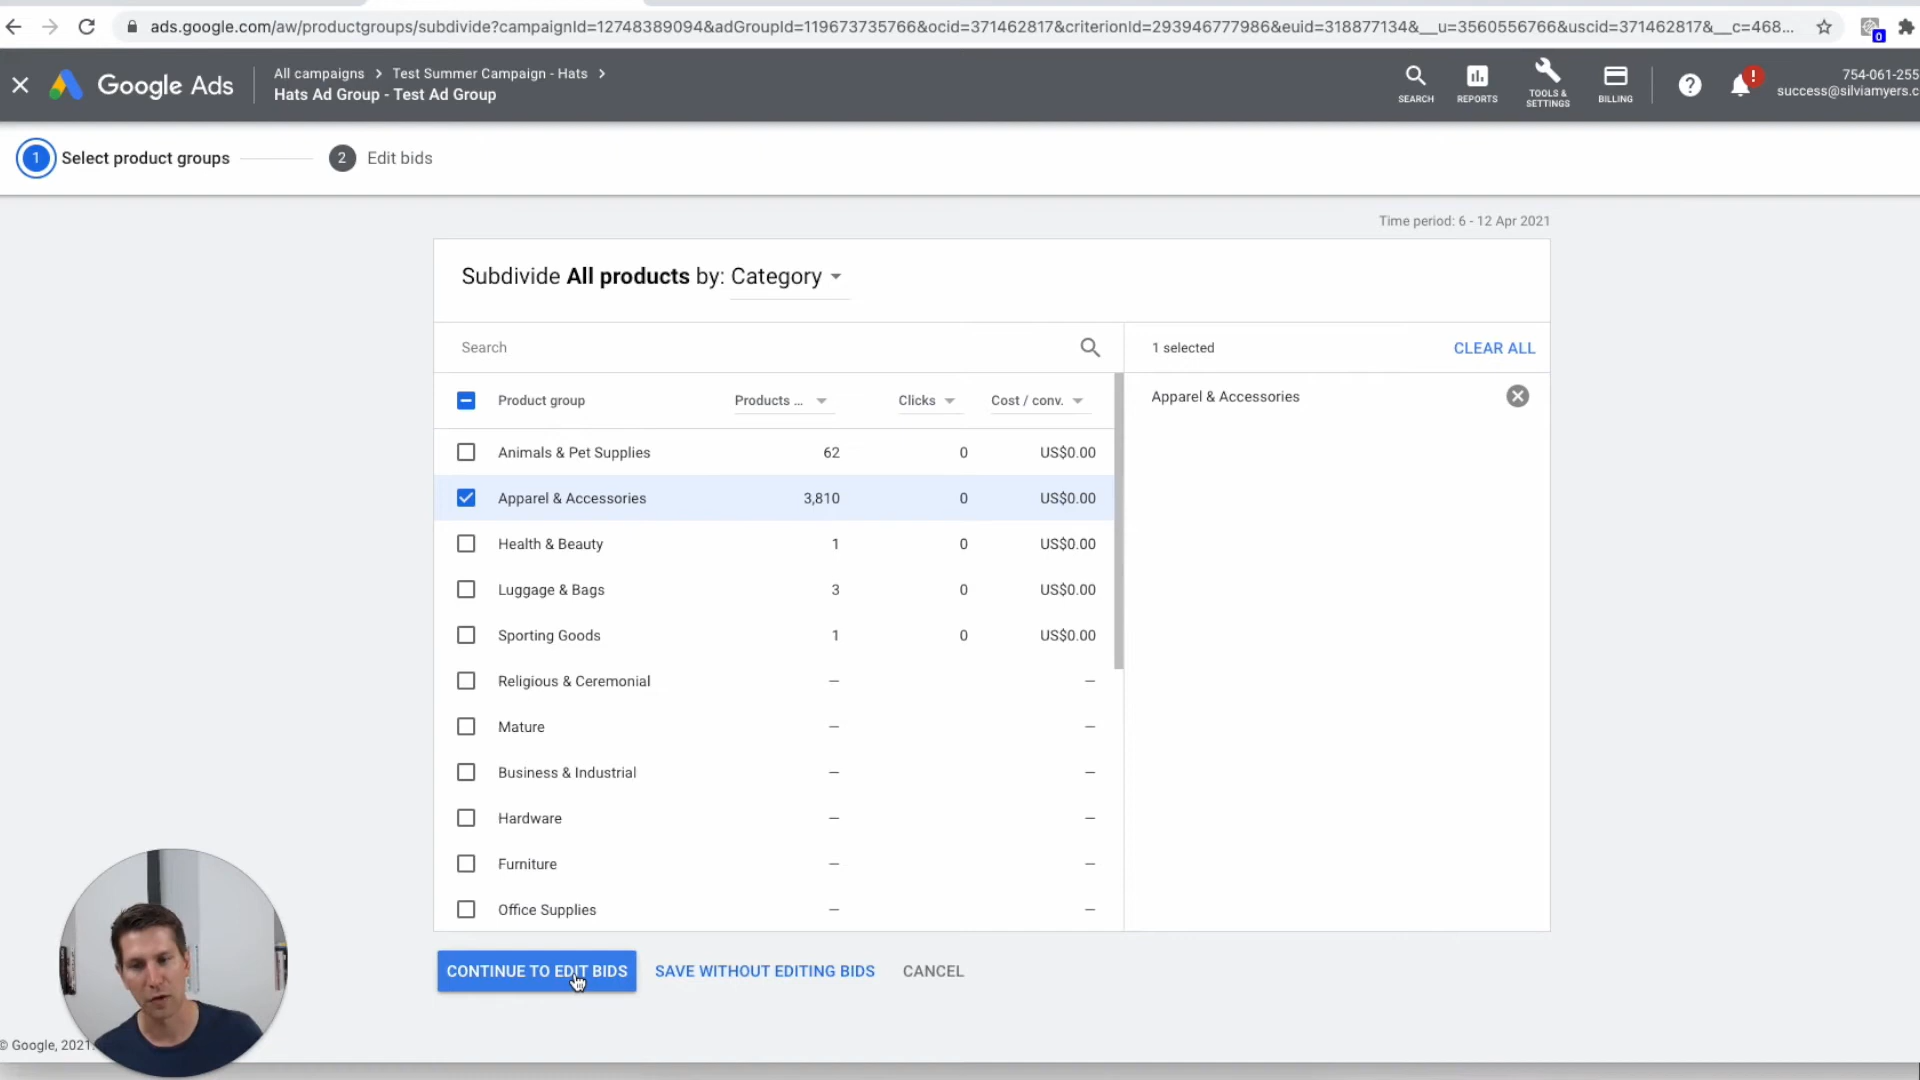 ads.google.com/aw/productgroups/subdivide?campaignId=12748389094&adGroupId=119673735766&ocid=371462817&criterionId=293946777986&euid=318877134&__u=3560556766&uscid=371462817&__c=468...
0
Google Ads
All campaigns > Test Summer Campaign - Hats >
Hats Ad Group - Test Ad Group
SEARCH
REPORTS
TOOLS & SETTINGS
BILLING
?
!
754-061-255
success@silviamyers.c
1 Select product groups
2 Edit bids
Time period: 6 - 12 Apr 2021
Subdivide All products by: Category
Search
1 selected
CLEAR ALL
Product group Products ... Clicks Cost / conv.
Apparel & Accessories
Animals & Pet Supplies 62 0 US$0.00
Apparel & Accessories 3,810 0 US$0.00
Health & Beauty 1 0 US$0.00
Luggage & Bags 3 0 US$0.00
Sporting Goods 1 0 US$0.00
Religious & Ceremonial — —
Mature — —
Business & Industrial — —
Hardware — —
Furniture — —
Office Supplies — —
CONTINUE TO EDIT BIDS
SAVE WITHOUT EDITING BIDS
CANCEL
© Google, 2021.